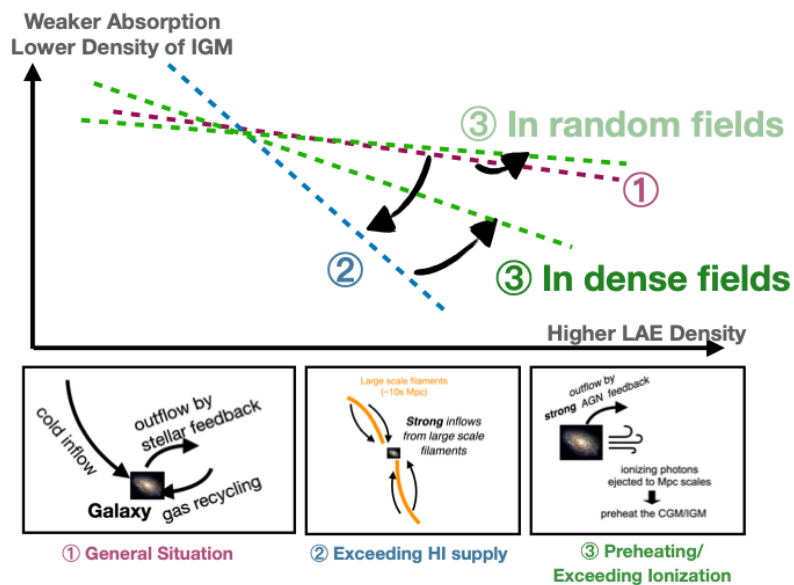 Weaker Absorption
Lower Density of IGM
③ In random fields
①
②
③ In dense fields
Higher LAE Density
cold inflow
outflow by
stellar feedback
Galaxy
gas recycling
Large scale filaments
(~10s Mpc)
Strong inflows
from large scale
filaments
outflow by
strong AGN feedback
ionizing photons
ejected to Mpc scales
preheat the CGM/IGM
① General Situation
② Exceeding HI supply
③ Preheating/
Exceeding Ionization